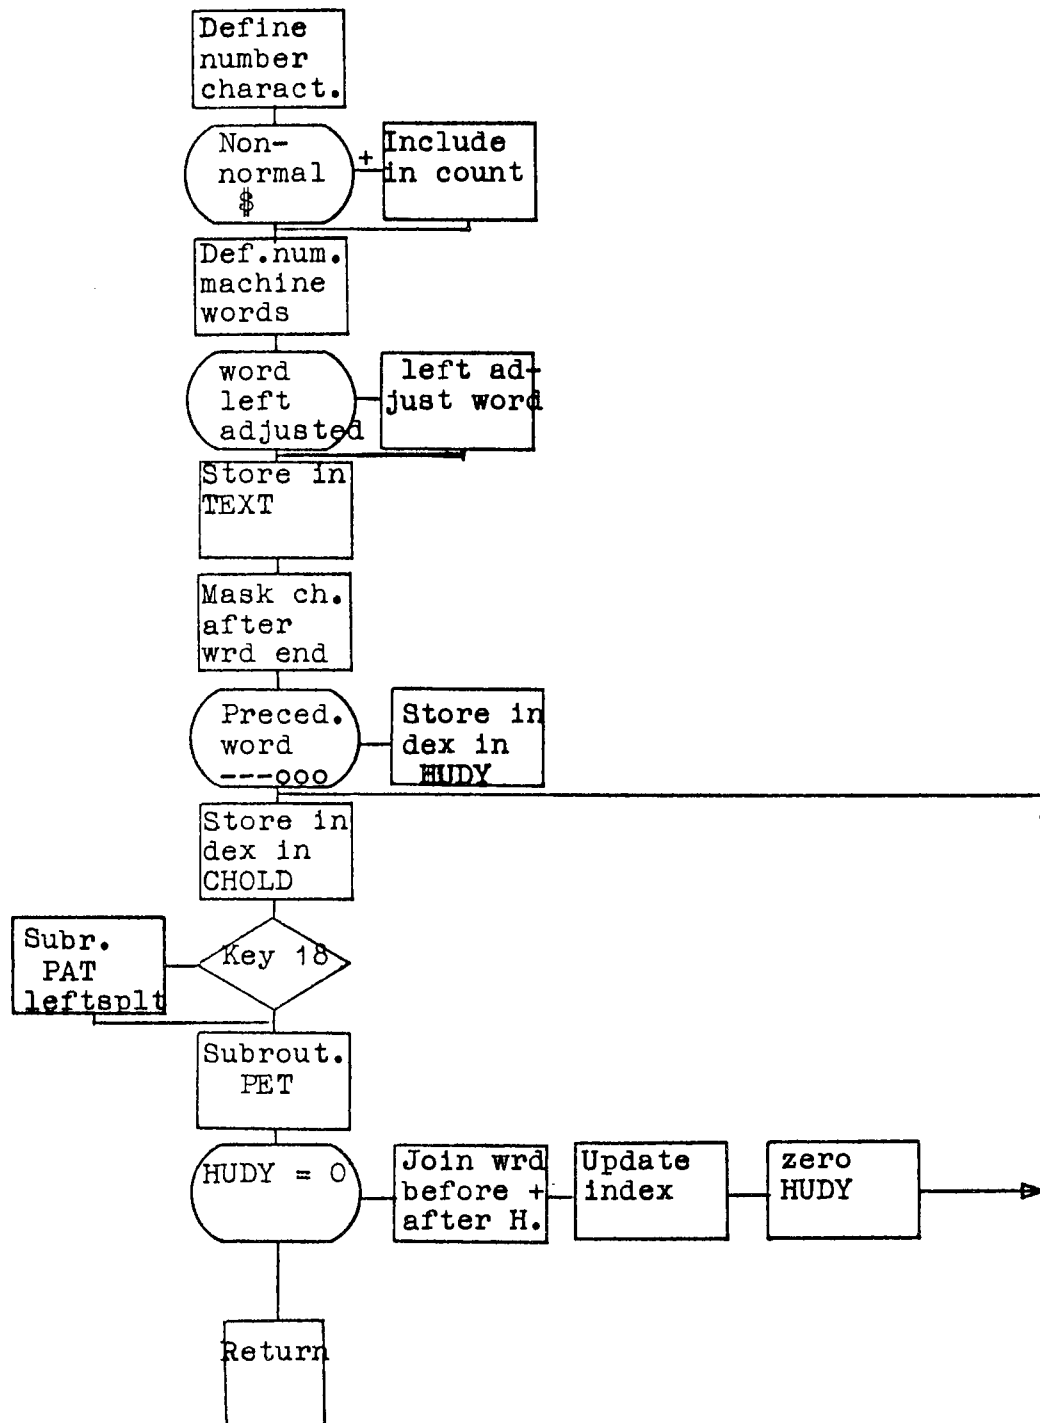 Define
number
charact.
Non-
normal
$
+
Include
in count
Def.num.
machine
words
word
left
adjusted
left ad-
just word
Store in
TEXT
Mask ch.
after
wrd end
Preced.
word
---ooo
Store in
dex in
HUDY
Store in
dex in
CHOLD
Key 18
Subr.
PAT
leftsplt
Subrout.
PET
HUDY = 0
Join wrd
before +
after H.
Update
index
zero
HUDY
Return